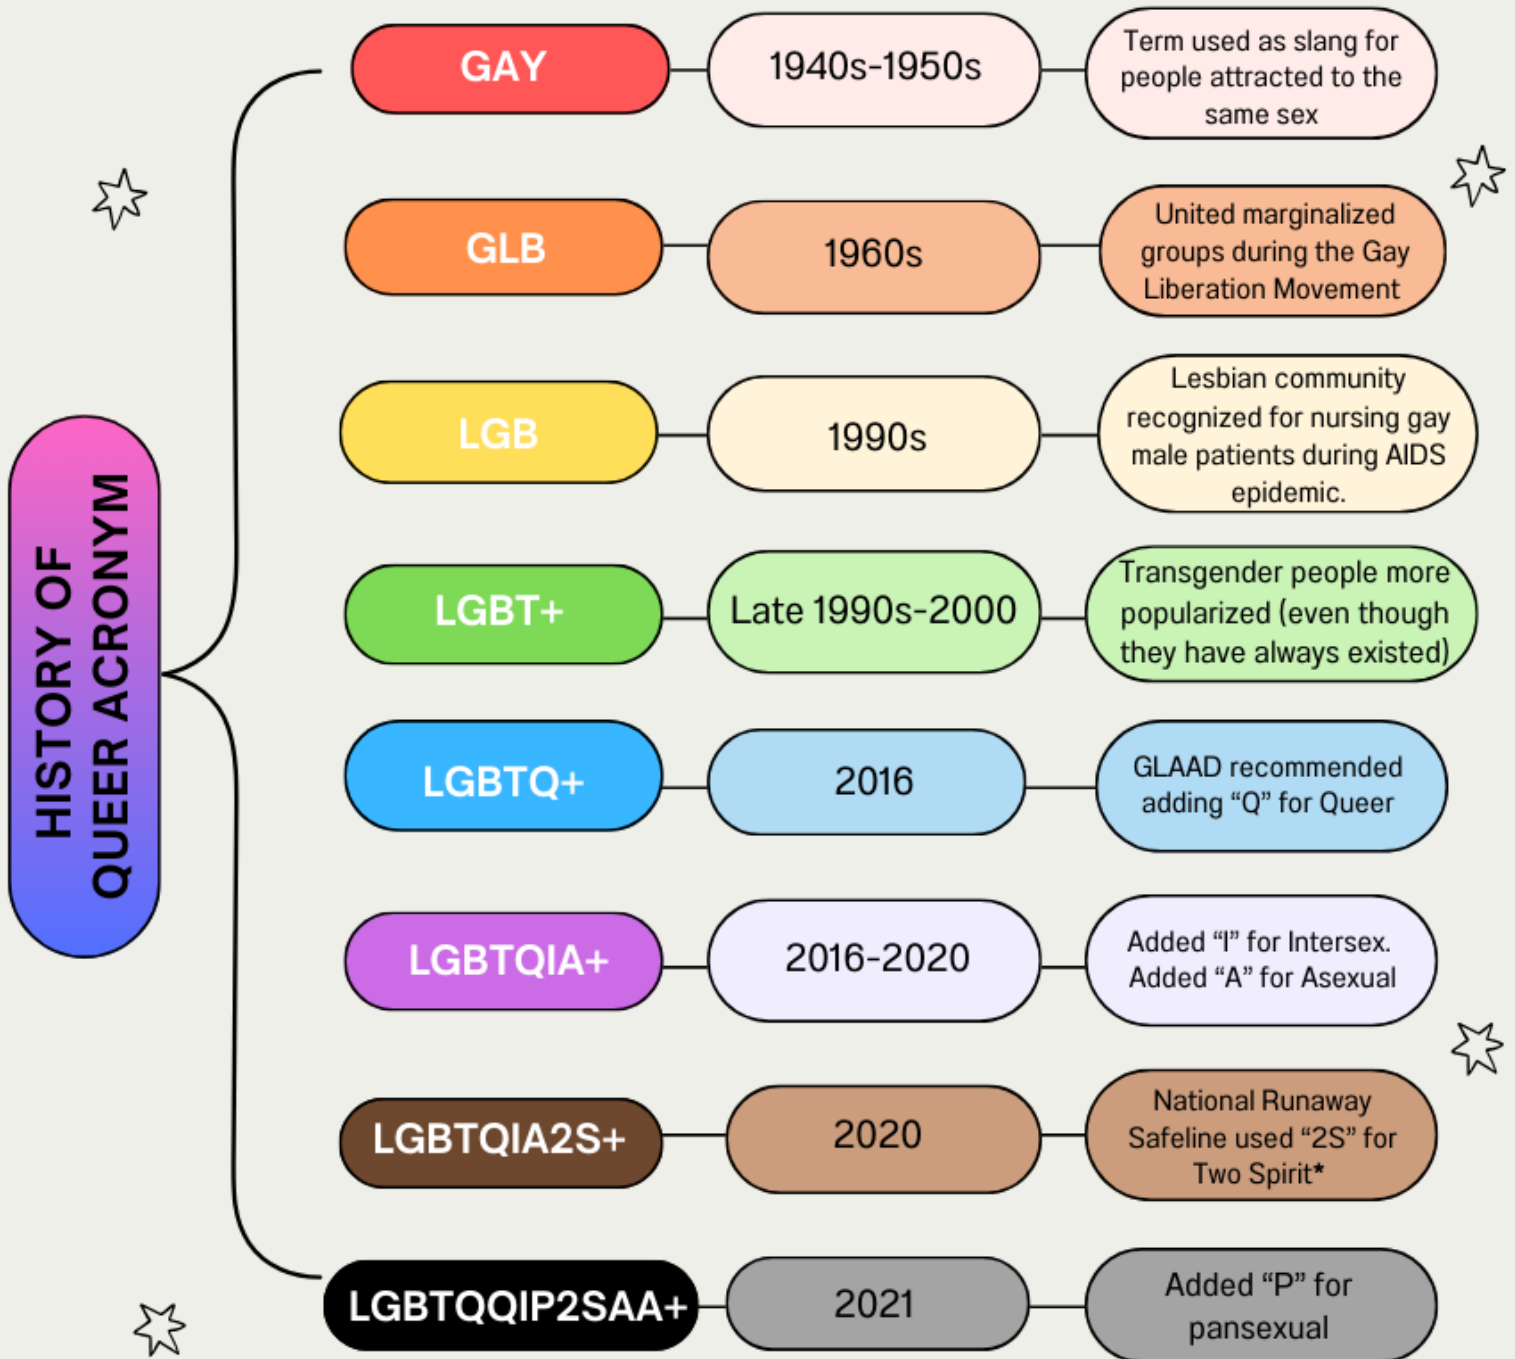 HISTORY OF
QUEER ACRONYM
GAY
1940s-1950s
Term used as slang for
people attracted to the
same sex
GLB
1960s
United marginalized
groups during the Gay
Liberation Movement
LGB
1990s
Lesbian community
recognized for nursing gay
male patients during AIDS
epidemic.
LGBT+
Late 1990s-2000
Transgender people more
popularized (even though
they have always existed)
LGBTQ+
2016
GLAAD recommended
adding “Q” for Queer
LGBTQIA+
2016-2020
Added “I” for Intersex.
Added “A” for Asexual
LGBTQIA2S+
2020
National Runaway
Safeline used “2S” for
Two Spirit*
LGBTQQIP2SAA+
2021
Added “P” for
pansexual